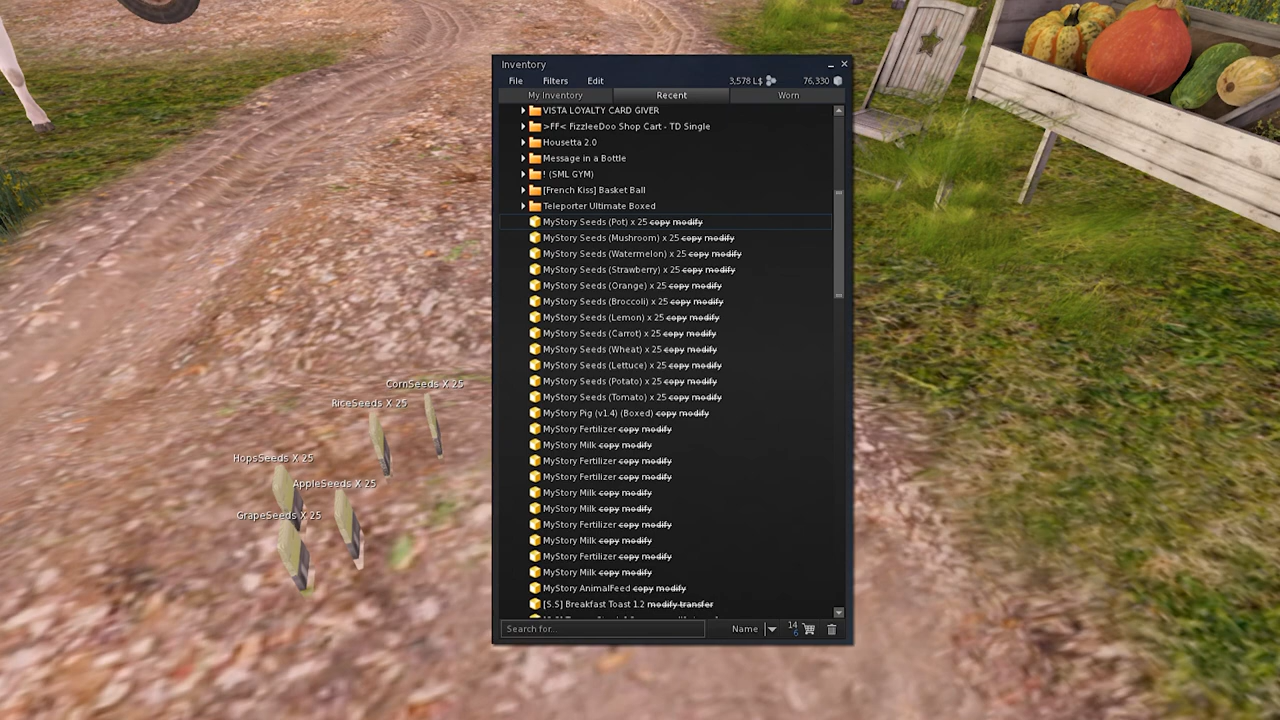 Inventory
File Filters Edit 3,578 L$ 76,330
My Inventory Recent Worn
VISTA LOYALTY CARD GIVER
>FF< FizzleeDoo Shop Cart - TD Single
Housetta 2.0
Message in a Bottle
! (SML GYM)
[French Kiss] Basket Ball
Teleporter Ultimate Boxed
MyStory Seeds (Pot) x 25 copy modify
MyStory Seeds (Mushroom) x 25 copy modify
MyStory Seeds (Watermelon) x 25 copy modify
MyStory Seeds (Strawberry) x 25 copy modify
MyStory Seeds (Orange) x 25 copy modify
MyStory Seeds (Broccoli) x 25 copy modify
MyStory Seeds (Lemon) x 25 copy modify
MyStory Seeds (Carrot) x 25 copy modify
MyStory Seeds (Wheat) x 25 copy modify
MyStory Seeds (Lettuce) x 25 copy modify
MyStory Seeds (Potato) x 25 copy modify
MyStory Seeds (Tomato) x 25 copy modify
MyStory Pig (v1.4) (Boxed) copy modify
MyStory Fertilizer copy modify
MyStory Milk copy modify
MyStory Fertilizer copy modify
MyStory Fertilizer copy modify
MyStory Milk copy modify
MyStory Milk copy modify
MyStory Fertilizer copy modify
MyStory Milk copy modify
MyStory Fertilizer copy modify
MyStory Milk copy modify
MyStory AnimalFeed copy modify
[S.S] Breakfast Toast 1.2 modify transfer
Search for... Name 14
6
CornSeeds X 25
RiceSeeds X 25
HopsSeeds X 25
AppleSeeds X 25
GrapeSeeds X 25